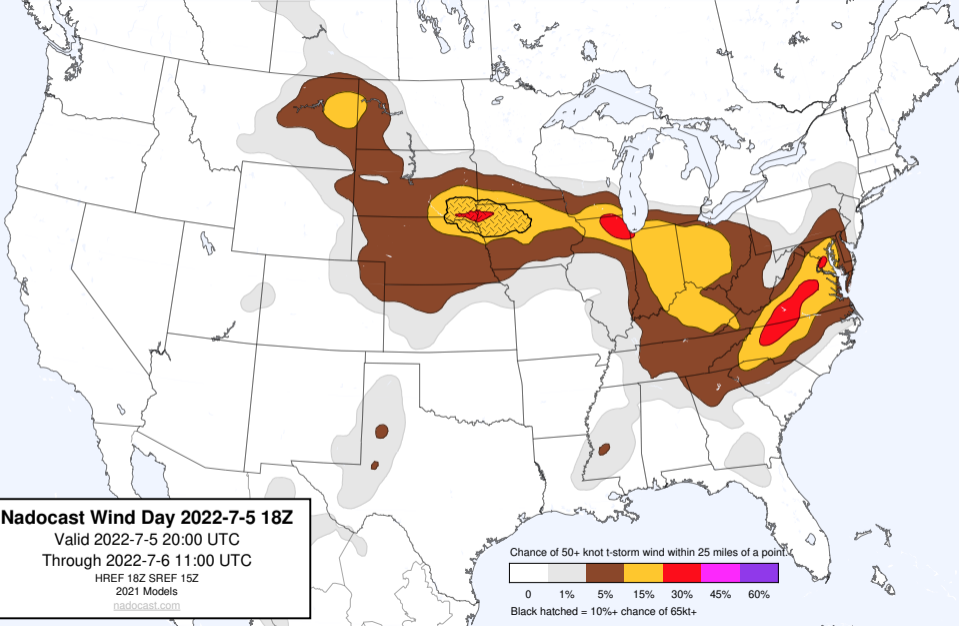 Nadocast Wind Day 2022-7-5 18Z
Valid 2022-7-5 20:00 UTC
Through 2022-7-6 11:00 UTC
HREF 18Z SREF 15Z
2021 Models
nadocast.com
Chance of 50+ knot t-storm wind within 25 miles of a point.
0 1% 5% 15% 30% 45% 60%
Black hatched = 10%+ chance of 65kt+